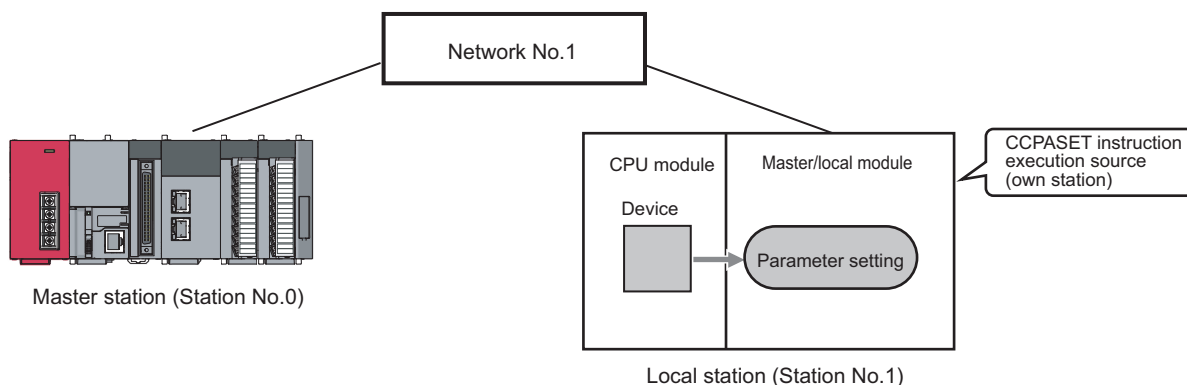 Network No.1
CCPASET instruction
execution source
(own station)
CPU module
Master/local module
Device
Parameter setting
Master station (Station No.0)
Local station (Station No.1)